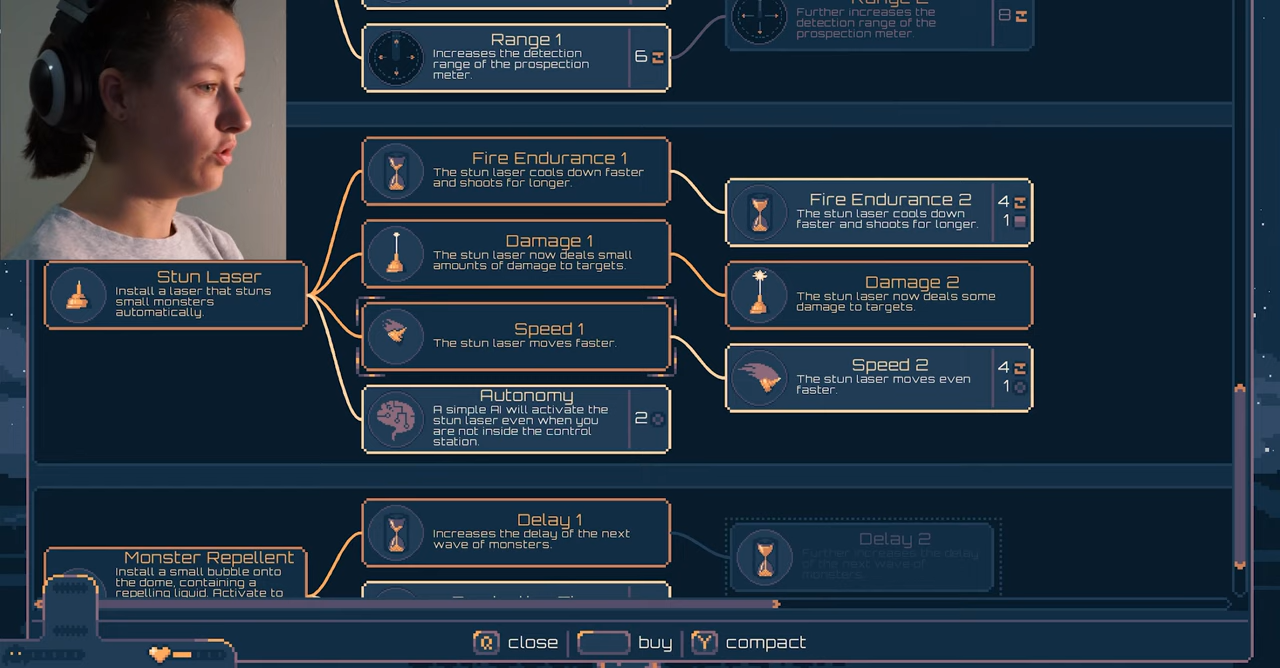 Range 1
Increases the detection
range of the prospection
meter.
6
Further increases the
detection range of the
prospection meter.
8
Fire Endurance 1
The stun laser cools down faster
and shoots for longer.
Fire Endurance 2
The stun laser cools down
faster and shoots for longer.
4
1
Damage 1
The stun laser now deals small
amounts of damage to targets.
Damage 2
The stun laser now deals some
damage to targets.
Stun Laser
Install a laser that stuns
small monsters
automatically.
Speed 1
The stun laser moves faster.
Speed 2
The stun laser moves even
faster.
4
1
Autonomy
A simple AI will activate the
stun laser even when you
are not inside the control
station.
2
Delay 1
Increases the delay of the next
wave of monsters.
Delay 2
Further increases the delay
of the next wave of
monsters.
Monster Repellent
Install a small bubble onto
the dome, containing a
repelling liquid. Activate to
Q close
buy
Y compact